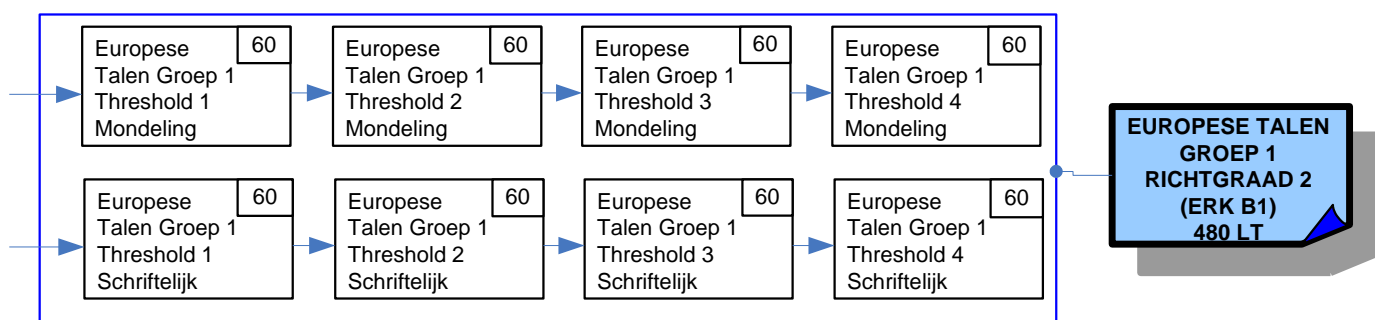 Europese
Talen Groep 1
Threshold 1
Mondeling
60
Europese
Talen Groep 1
Threshold 2
Mondeling
60
Europese
Talen Groep 1
Threshold 3
Mondeling
60
Europese
Talen Groep 1
Threshold 4
Mondeling
60
Europese
Talen Groep 1
Threshold 1
Schriftelijk
60
Europese
Talen Groep 1
Threshold 2
Schriftelijk
60
Europese
Talen Groep 1
Threshold 3
Schriftelijk
60
Europese
Talen Groep 1
Threshold 4
Schriftelijk
60
EUROPESE TALEN
GROEP 1
RICHTGRAAD 2
(ERK B1)
480 LT